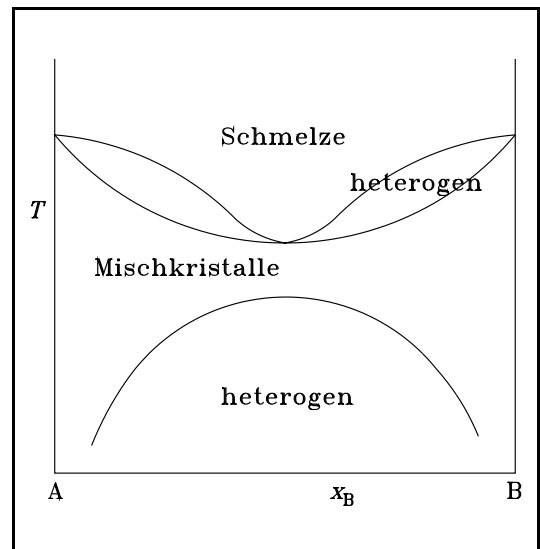 Schmelze
heterogen
T
Mischkristalle
heterogen
A
x_B
B